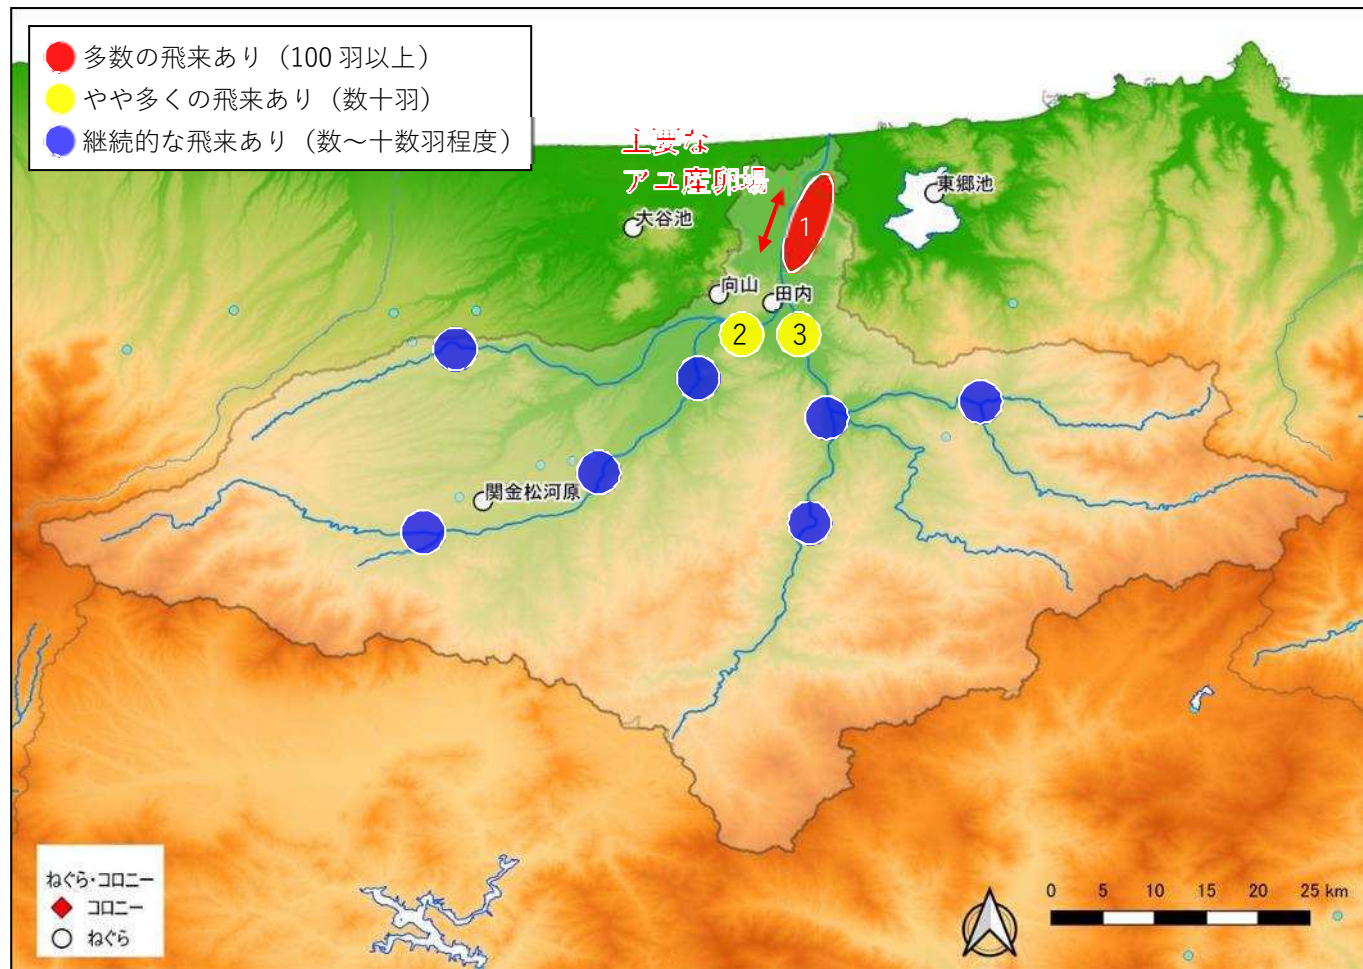 多数の飛来あり（100 羽以上）
やや多くの飛来あり（数十羽）
継続的な飛来あり（数～十数羽程度）
主要な
アユ産卵場
東郷池
大谷池
1
向山
田内
2
3
関金松河原
ねぐら・コロニー
コロニー
ねぐら
0 5 10 15 20 25 km